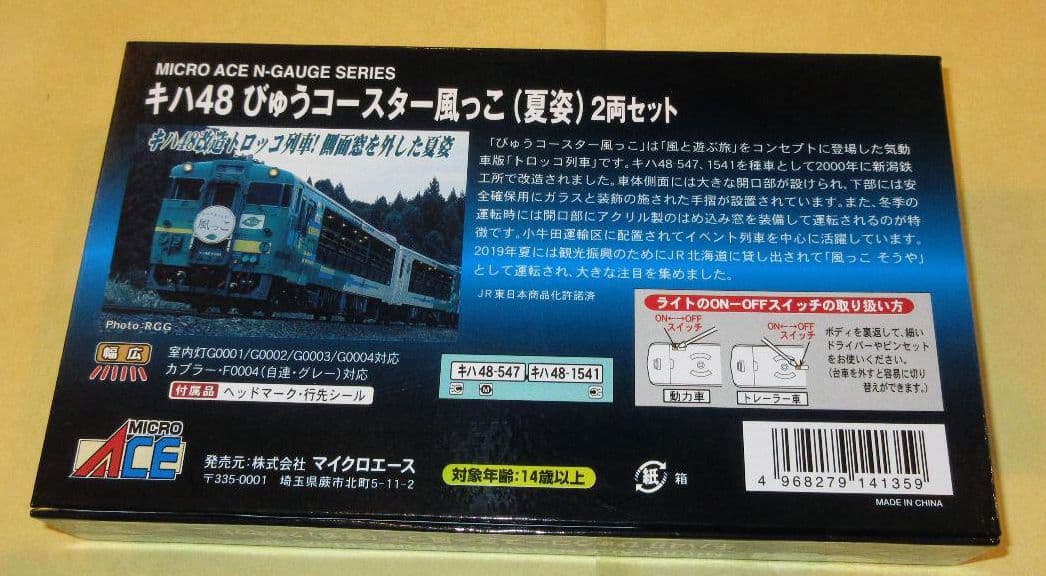 MICRO ACE N-GAUGE SERIES
キハ48 びゅうコースター風っこ(夏姿)2両セット
キハ48改造トロッコ列車!側面窓を外した夏姿
風っこ
Photo:RGG
「びゅうコースター風っこ」は「風と遊ぶ旅」をコンセプトに登場した気動
車版「トロッコ列車」です。キハ48-547、1541を種車として2000年に新潟鉄
工所で改造されました。車体側面には大きな開口部が設けられ、下部には安
全確保用にガラスと装飾の施された手摺が設置されています。また、冬季の
運転時には開口部にアクリル製のはめ込み窓を装備して運転されるのが特
徴です。小牛田運輸区に配置されてイベント列車を中心に活躍しています。
2019年夏には観光振興のためにJR北海道に貸し出されて「風っこ そうや」
として運転され、大きな注目を集めました。
JR東日本商品化許諾済
幅広
室内灯G0001/G0002/G0003/G0004対応
カプラー・F0004(自連・グレー)対応
付属品 ヘッドマーク・行先シール
キハ48-547 キハ48-1541
M
ライトのON-OFFスイッチの取り扱い方
ON←→OFF
スイッチ
ON←→OFF
スイッチ
動力車
トレーラー車
ボディを裏返して、細い
ドライバーやピンセット
をお使いください。
(台車を外すと容易に切り
替えができます。)
MICRO
ACE
発売元:株式会社 マイクロエース
〒335-0001 埼玉県蕨市北町5-11-2
対象年齢:14歳以上
紙 箱
4 968279 141359
MADE IN CHINA